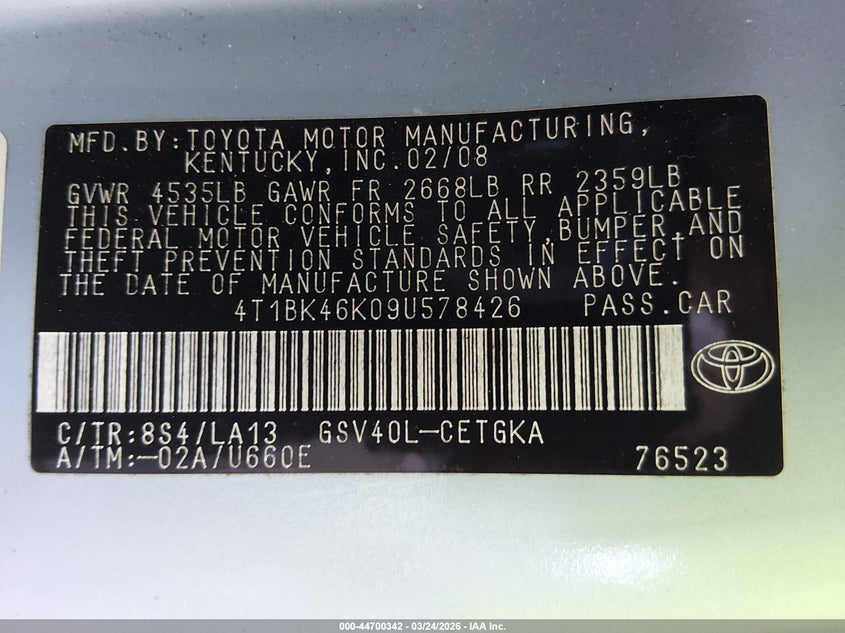 MFD.BY:TOYOTA MOTOR MANUFACTURING,
KENTUCKY,INC.02/08
GVWR 4535LB GAWR FR 2668LB RR 2359LB
THIS VEHICLE CONFORMS TO ALL APPLICABLE
FEDERAL MOTOR VEHICLE SAFETY,BUMPER,AND
THEFT PREVENTION STANDARDS IN EFFECT ON
THE DATE OF MANUFACTURE SHOWN ABOVE.
4T1BK46K09U578426 PASS.CAR
C/TR:8S4/LA13 GSV40L-CETGKA
A/TM:-02A/U660E 76523
000-44700342 - 03/24/2026 - IAA Inc.